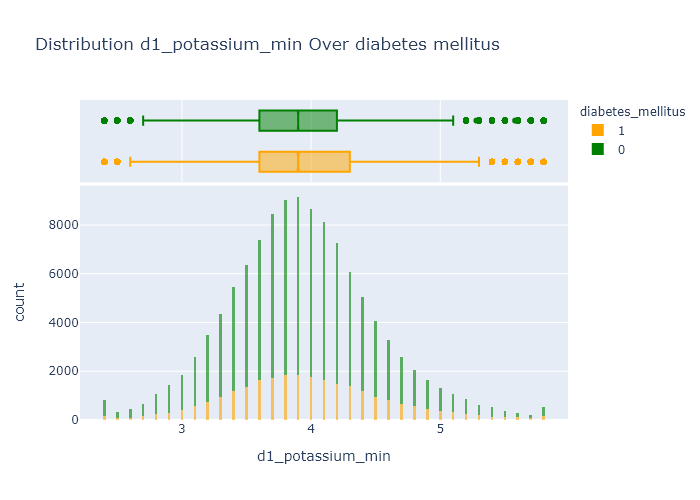 Distribution d1_potassium_min Over diabetes mellitus
diabetes_mellitus
1
0
8000
6000
4000
2000
0
count
3
4
5
d1_potassium_min